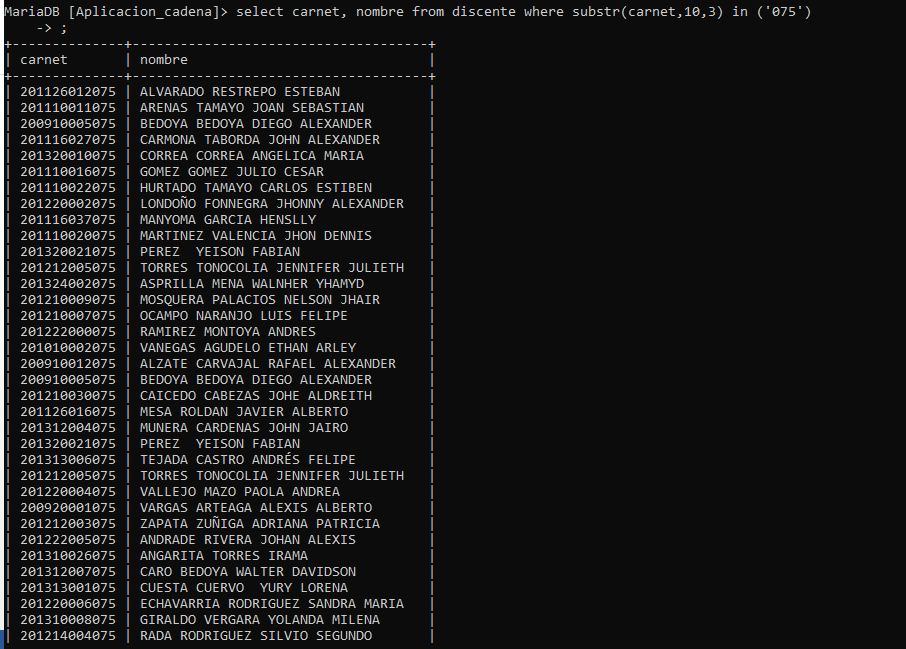 MariaDB [Aplicacion_cadena]> select carnet, nombre from discente where substr(carnet,10,3) in ('075')
    -> ;
+--------------+-------------------------------------+
| carnet       | nombre                              |
+--------------+-------------------------------------+
| 201126012075 | ALVARADO RESTREPO ESTEBAN           |
| 201110011075 | ARENAS TAMAYO JOAN SEBASTIAN        |
| 200910005075 | BEDOYA BEDOYA DIEGO ALEXANDER       |
| 201116027075 | CARMONA TABORDA JOHN ALEXANDER      |
| 201320010075 | CORREA CORREA ANGELICA MARIA        |
| 201110016075 | GOMEZ GOMEZ JULIO CESAR             |
| 201110022075 | HURTADO TAMAYO CARLOS ESTIBEN       |
| 201220002075 | LONDOÑO FONNEGRA JHONNY ALEXANDER   |
| 201116037075 | MANYOMA GARCIA HENSLLY              |
| 201110020075 | MARTINEZ VALENCIA JHON DENNIS       |
| 201320021075 | PEREZ  YEISON FABIAN                |
| 201212005075 | TORRES TONOCOLIA JENNIFER JULIETH   |
| 201324002075 | ASPRILLA MENA WALNHER YHAMYD        |
| 201210009075 | MOSQUERA PALACIOS NELSON JHAIR      |
| 201210007075 | OCAMPO NARANJO LUIS FELIPE          |
| 201222000075 | RAMIREZ MONTOYA ANDRES              |
| 201010002075 | VANEGAS AGUDELO ETHAN ARLEY         |
| 200910012075 | ALZATE CARVAJAL RAFAEL ALEXANDER    |
| 200910005075 | BEDOYA BEDOYA DIEGO ALEXANDER       |
| 201210030075 | CAICEDO CABEZAS JOHE ALDREITH       |
| 201126016075 | MESA ROLDAN JAVIER ALBERTO          |
| 201312004075 | MUNERA CARDENAS JOHN JAIRO          |
| 201320021075 | PEREZ  YEISON FABIAN                |
| 201313006075 | TEJADA CASTRO ANDRÉS FELIPE         |
| 201212005075 | TORRES TONOCOLIA JENNIFER JULIETH   |
| 201220004075 | VALLEJO MAZO PAOLA ANDREA           |
| 200920001075 | VARGAS ARTEAGA ALEXIS ALBERTO       |
| 201212003075 | ZAPATA ZUÑIGA ADRIANA PATRICIA      |
| 201222005075 | ANDRADE RIVERA JOHAN ALEXIS         |
| 201310026075 | ANGARITA TORRES IRAMA               |
| 201312007075 | CARO BEDOYA WALTER DAVIDSON         |
| 201313001075 | CUESTA CUERVO  YURY LORENA          |
| 201220006075 | ECHAVARRIA RODRIGUEZ SANDRA MARIA   |
| 201310008075 | GIRALDO VERGARA YOLANDA MILENA      |
| 201214004075 | RADA RODRIGUEZ SILVIO SEGUNDO       |